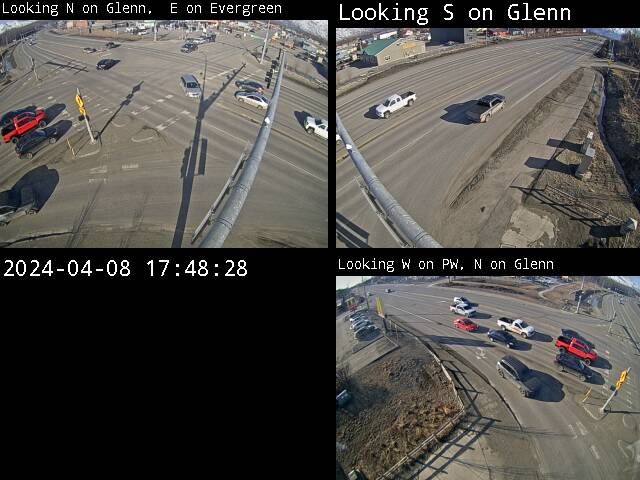 Looking N on Glenn,  E on Evergreen
Looking S on Glenn
2024-04-08 17:48:28
Looking W on PW, N on Glenn